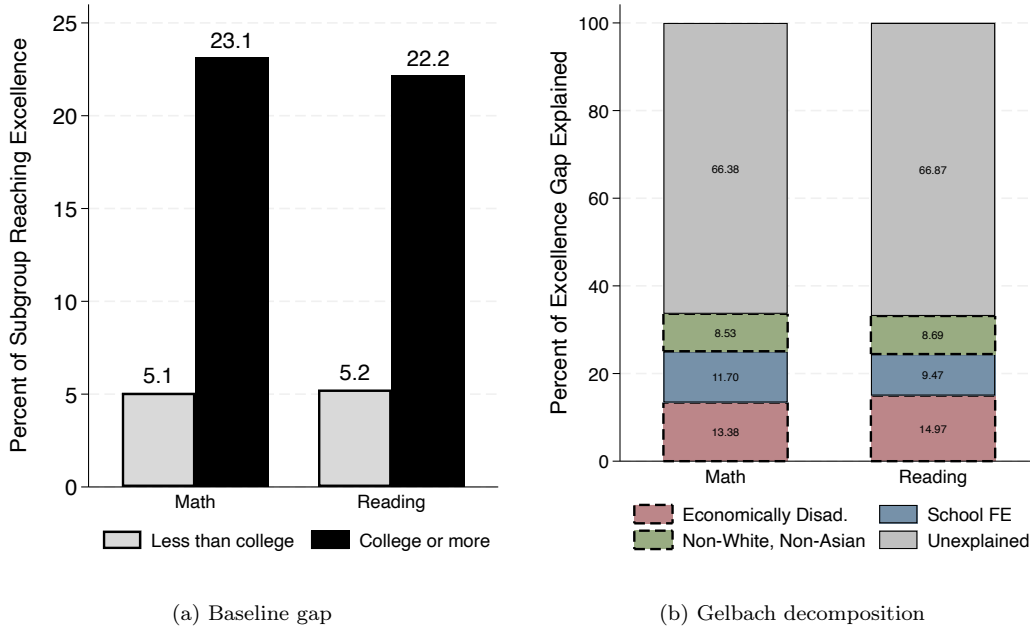 Percent of Subgroup Reaching Excellence
25
20
15
10
5
0
23.1
22.2
5.1
5.2
Math
Reading
Less than college
College or more
(a) Baseline gap
Percent of Excellence Gap Explained
100
80
60
40
20
0
66.38
66.87
8.53
8.69
11.70
9.47
13.38
14.97
Math
Reading
Economically Disad.
School FE
Non-White, Non-Asian
Unexplained
(b) Gelbach decomposition